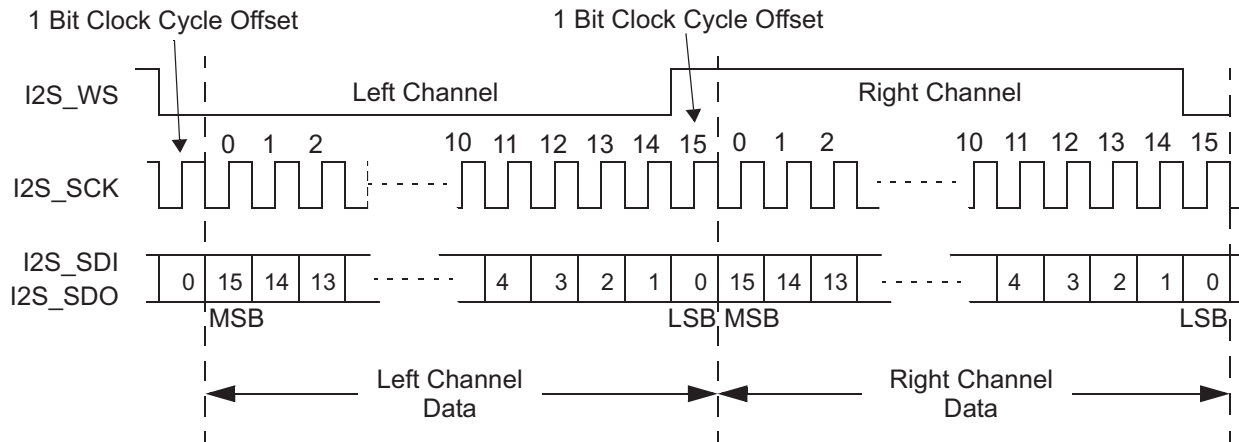 1 Bit Clock Cycle Offset 1 Bit Clock Cycle Offset
I2S_WS Left Channel Right Channel
0 1 2 10 11 12 13 14 15 0 1 2 10 11 12 13 14 15
I2S_SCK
I2S_SDI
I2S_SDO
0 15 14 13 4 3 2 1 0 15 14 13 4 3 2 1 0
MSB LSB MSB LSB
Left Channel
Data
Right Channel
Data